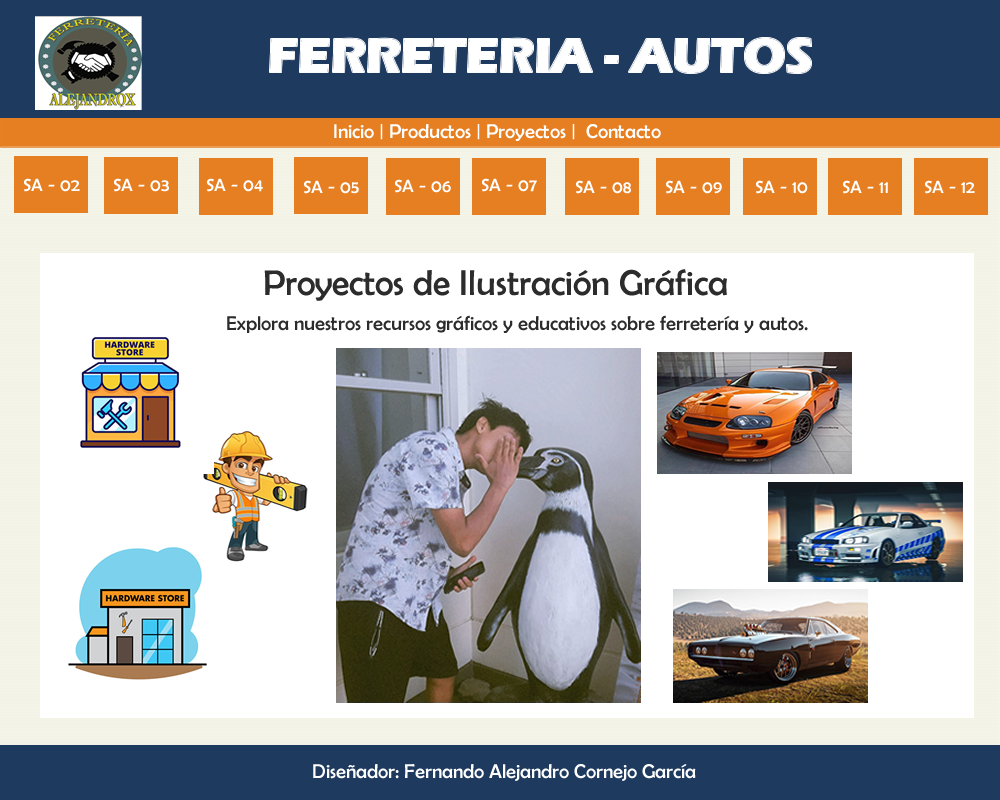 FERRETERIA
ALEJANDROX
FERRETERIA - AUTOS
Inicio | Productos | Proyectos | Contacto
SA - 02
SA - 03
SA - 04
SA - 05
SA - 06
SA - 07
SA - 08
SA - 09
SA - 10
SA - 11
SA - 12
Proyectos de Ilustración Gráfica
Explora nuestros recursos gráficos y educativos sobre ferretería y autos.
HARDWARE
STORE
HARDWARE STORE
Diseñador: Fernando Alejandro Cornejo García